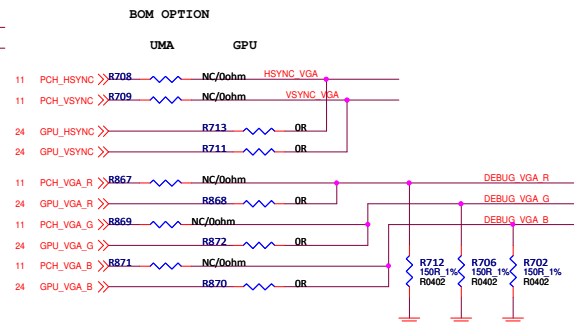 BOM OPTION
UMA GPU
11 PCH_HSYNC R708 NC/0ohm HSYNC_VGA
11 PCH_VSYNC R709 NC/0ohm VSYNC_VGA
24 GPU_HSYNC R713 0R
24 GPU_VSYNC R711 0R
11 PCH_VGA_R R867 NC/0ohm DEBUG_VGA_R
24 GPU_VGA_R R868 0R DEBUG_VGA_G
11 PCH_VGA_G R869 NC/0ohm DEBUG_VGA_B
24 GPU_VGA_G R872 0R
11 PCH_VGA_B R871 NC/0ohm
24 GPU_VGA_B R870 0R
R712 R706 R702
150R_1% 150R_1% 150R_1%
R0402 R0402 R0402